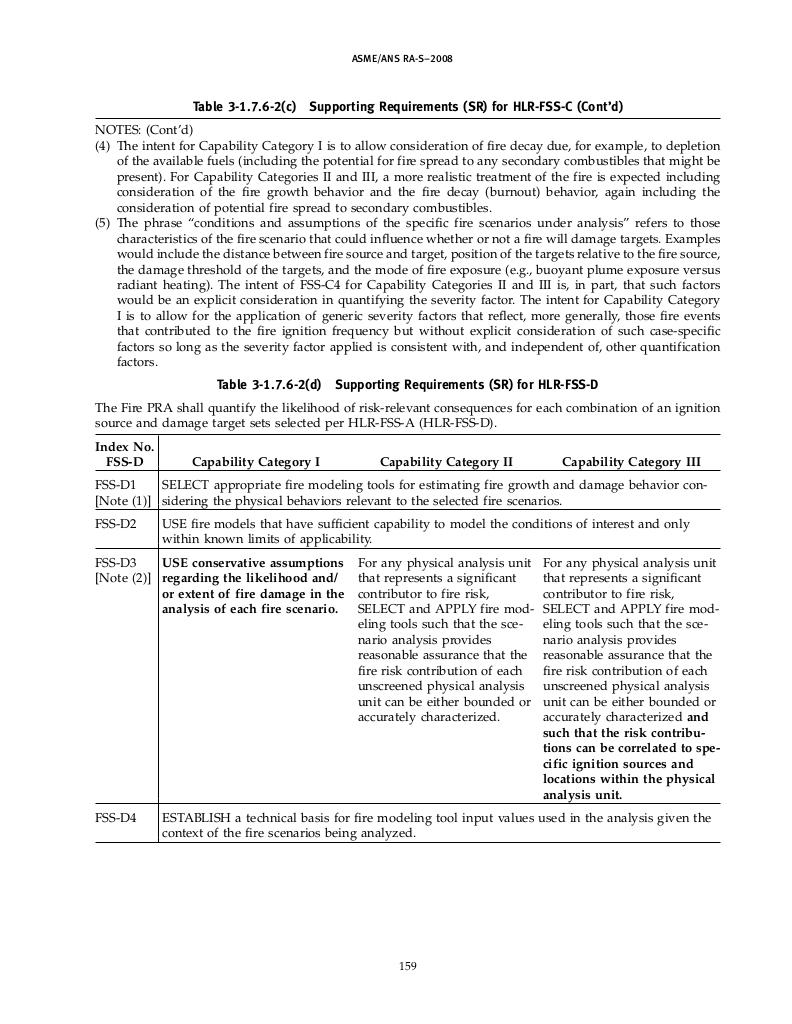 ASME/ANS RA-S–2008
Table 3-1.7.6-2(c) Supporting Requirements (SR) for HLR-FSS-C (Cont’d)
NOTES: (Cont’d)
(4) The intent for Capability Category I is to allow consideration of fire decay due, for example, to depletion
of the available fuels (including the potential for fire spread to any secondary combustibles that might be
present). For Capability Categories II and III, a more realistic treatment of the fire is expected including
consideration of the fire growth behavior and the fire decay (burnout) behavior, again including the
consideration of potential fire spread to secondary combustibles.
(5) The phrase “conditions and assumptions of the specific fire scenarios under analysis” refers to those
characteristics of the fire scenario that could influence whether or not a fire will damage targets. Examples
would include the distance between fire source and target, position of the targets relative to the fire source,
the damage threshold of the targets, and the mode of fire exposure (e.g., buoyant plume exposure versus
radiant heating). The intent of FSS-C4 for Capability Categories II and III is, in part, that such factors
would be an explicit consideration in quantifying the severity factor. The intent for Capability Category
I is to allow for the application of generic severity factors that reflect, more generally, those fire events
that contributed to the fire ignition frequency but without explicit consideration of such case-specific
factors so long as the severity factor applied is consistent with, and independent of, other quantification
factors.
Table 3-1.7.6-2(d) Supporting Requirements (SR) for HLR-FSS-D
The Fire PRA shall quantify the likelihood of risk-relevant consequences for each combination of an ignition
source and damage target sets selected per HLR-FSS-A (HLR-FSS-D).
Index No.
FSS-D Capability Category I Capability Category II Capability Category III
FSS-D1 SELECT appropriate fire modeling tools for estimating fire growth and damage behavior con-
[Note (1)] sidering the physical behaviors relevant to the selected fire scenarios.
FSS-D2 USE fire models that have sufficient capability to model the conditions of interest and only
within known limits of applicability.
FSS-D3
[Note (2)]
USE conservative assumptions
regarding the likelihood and/
or extent of fire damage in the
analysis of each fire scenario.
For any physical analysis unit
that represents a significant
contributor to fire risk,
SELECT and APPLY fire mod-
eling tools such that the sce-
nario analysis provides
reasonable assurance that the
fire risk contribution of each
unscreened physical analysis
unit can be either bounded or
accurately characterized.
For any physical analysis unit
that represents a significant
contributor to fire risk,
SELECT and APPLY fire mod-
eling tools such that the sce-
nario analysis provides
reasonable assurance that the
fire risk contribution of each
unscreened physical analysis
unit can be either bounded or
accurately characterized and
such that the risk contribu-
tions can be correlated to spe-
cific ignition sources and
locations within the physical
analysis unit.
FSS-D4 ESTABLISH a technical basis for fire modeling tool input values used in the analysis given the
context of the fire scenarios being analyzed.
159